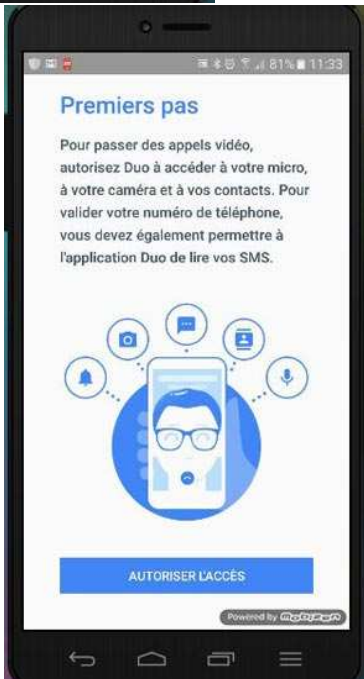 81% 11:33
Premiers pas
Pour passer des appels vidéo,
autorisez Duo à accéder à votre micro,
à votre caméra et à vos contacts. Pour
valider votre numéro de téléphone,
vous devez également permettre à
l'application Duo de lire vos SMS.
AUTORISER L'ACCÈS
Powered by Mobizen